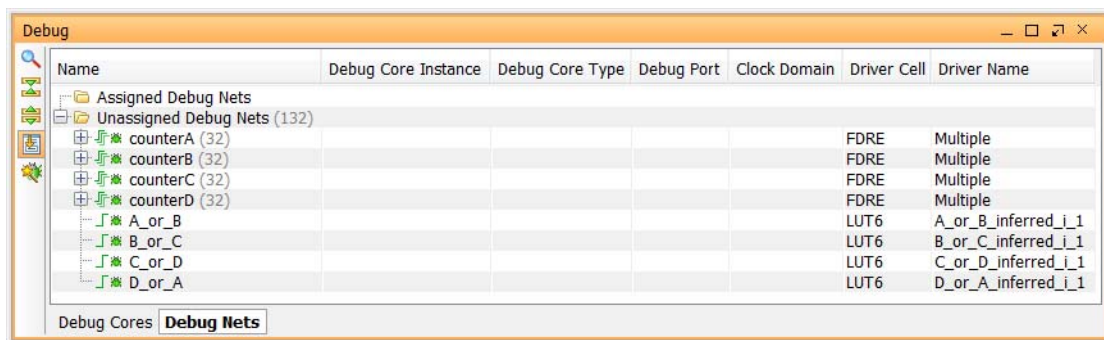 Debug
Name Debug Core Instance Debug Core Type Debug Port Clock Domain Driver Cell Driver Name
Assigned Debug Nets
Unassigned Debug Nets (132)
counterA (32) FDRE Multiple
counterB (32) FDRE Multiple
counterC (32) FDRE Multiple
counterD (32) FDRE Multiple
A_or_B LUT6 A_or_B_inferred_i_1
B_or_C LUT6 B_or_C_inferred_i_1
C_or_D LUT6 C_or_D_inferred_i_1
D_or_A LUT6 D_or_A_inferred_i_1
Debug Cores Debug Nets